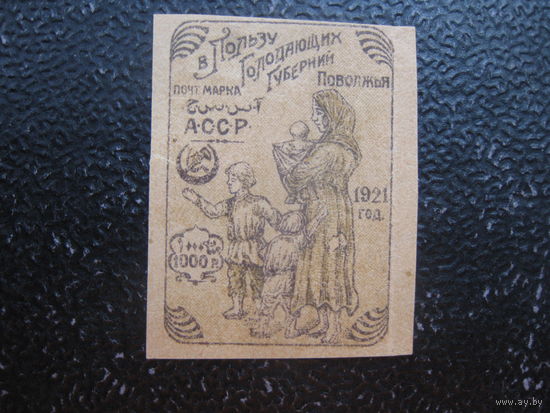 В Пользу
Голодающих
Губерний
Поволжья
ПОЧТ. МАРКА
А.С.С.Р.
1921
ГОД.
1000 р.
www.ay.by